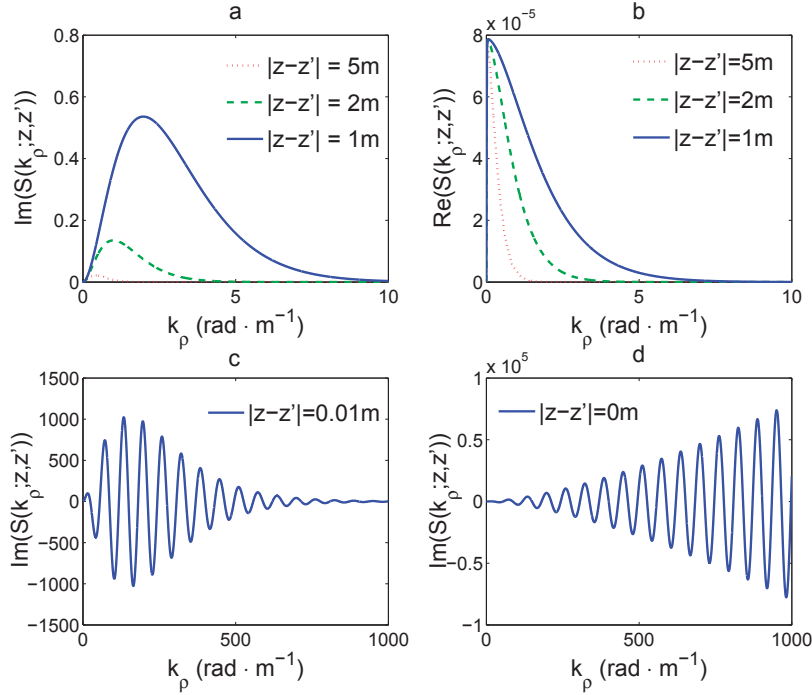 a
0.8
0.6
0.4
0.2
0
0
5
10
Im(S(kρ;z,z'))
kρ (rad · m⁻¹)
|z−z'| = 5m
|z−z'| = 2m
|z−z'| = 1m
b
x 10⁻⁵
8
6
4
2
0
0
5
10
Re(S(kρ;z,z'))
kρ (rad · m⁻¹)
|z−z'|=5m
|z−z'|=2m
|z−z'|=1m
c
1500
1000
500
0
−500
−1000
−1500
0
500
1000
Im(S(kρ;z,z'))
kρ (rad · m⁻¹)
|z−z'|=0.01m
d
x 10⁵
1
0.5
0
−0.5
−1
0
500
1000
Im(S(kρ;z,z'))
kρ (rad · m⁻¹)
|z−z'|=0m